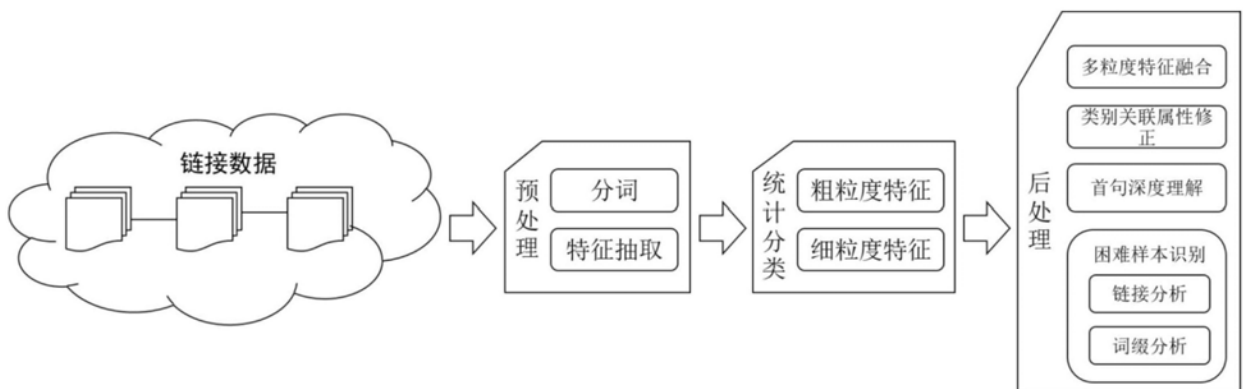 链接数据
预处理
分词
特征抽取
统计分类
粗粒度特征
细粒度特征
后处理
多粒度特征融合
类别关联属性修
正
首句深度理解
困难样本识别
链接分析
词缀分析